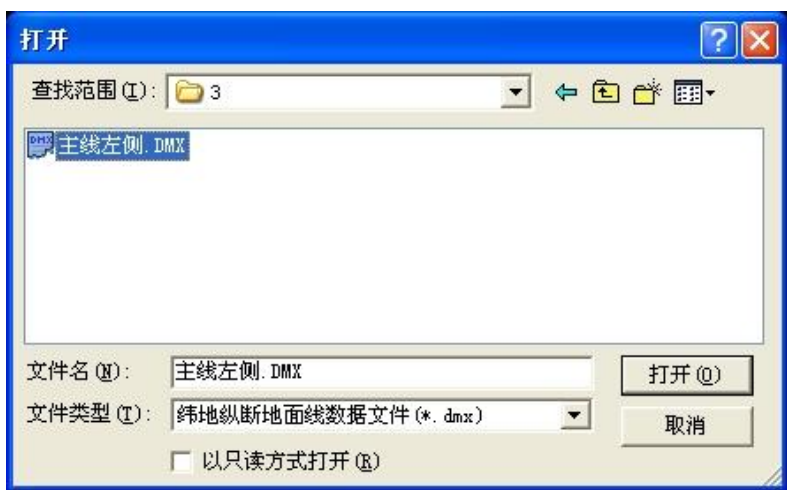 打开
查找范围(I): 3
DMX 主线左侧.DMX
文件名(N): 主线左侧.DMX 打开(O)
文件类型(T): 纬地纵断地面线数据文件(*.dmx) 取消
以只读方式打开(R)